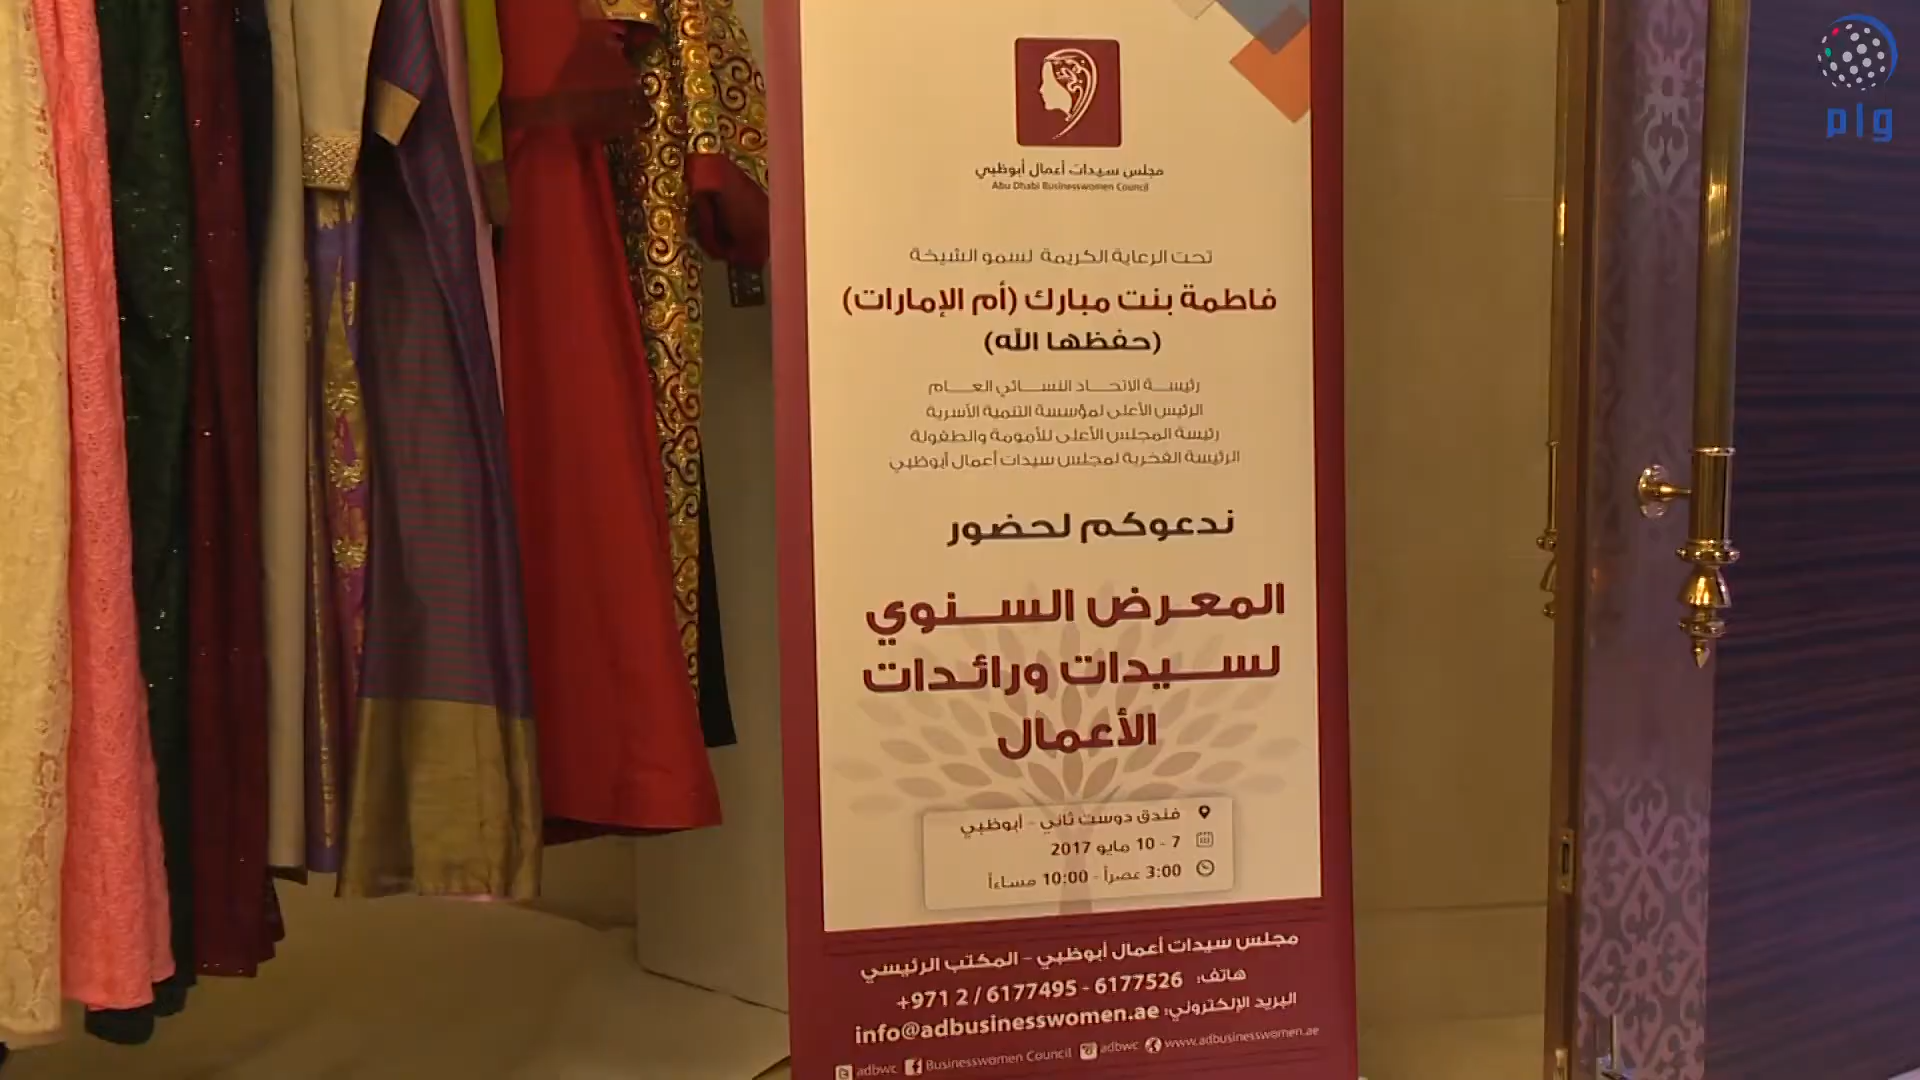 وام
مجلس سيدات أعمال أبوظبي
Abu Dhabi Businesswomen Council
تحت الرعاية الكريمة لسمو الشيخة
فاطمة بنت مبارك (أم الإمارات)
(حفظها الله)
رئيسة الاتحاد النسائي العام
الرئيس الأعلى لمؤسسة التنمية الأسرية
رئيسة المجلس الأعلى للأمومة والطفولة
الرئيسة الفخرية لمجلس سيدات أعمال أبوظبي
ندعوكم لحضور
المعرض السنوي
لسيدات ورائدات
الأعمال
فندق دوست ثاني - أبوظبي
7 - 10 مايو 2017
3:00 عصراً - 10:00 مساءاً
مجلس سيدات أعمال أبوظبي - المكتب الرئيسي
هاتف: 6177526 - 6177495 / 2 971+
البريد الإلكتروني: info@adbusinesswomen.ae
adbwc Businesswomen Council adbwc www.adbusinesswomen.ae